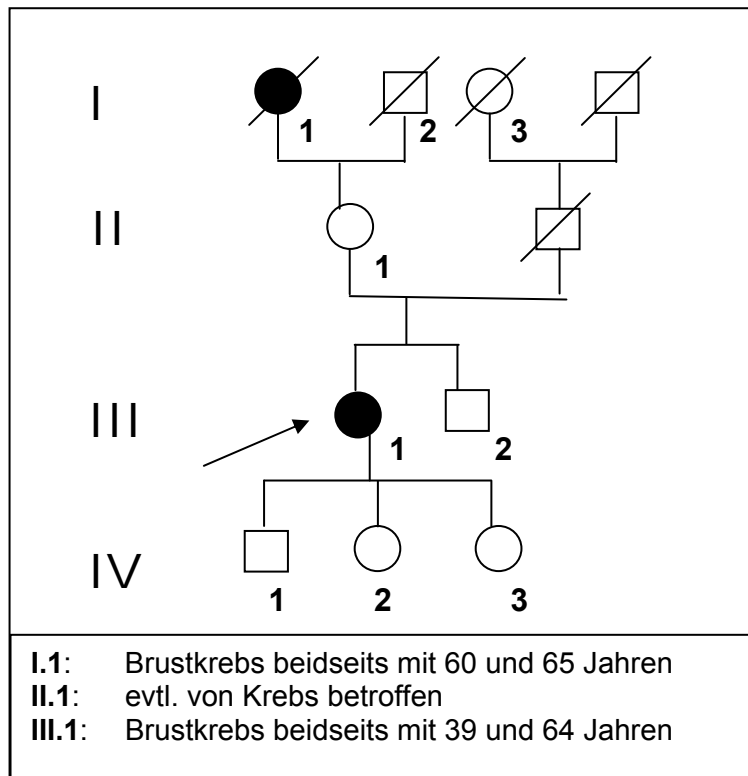 I
1 2 3
II
1
III
1 2
IV
1 2 3
I.1: Brustkrebs beidseits mit 60 und 65 Jahren
II.1: evtl. von Krebs betroffen
III.1: Brustkrebs beidseits mit 39 und 64 Jahren